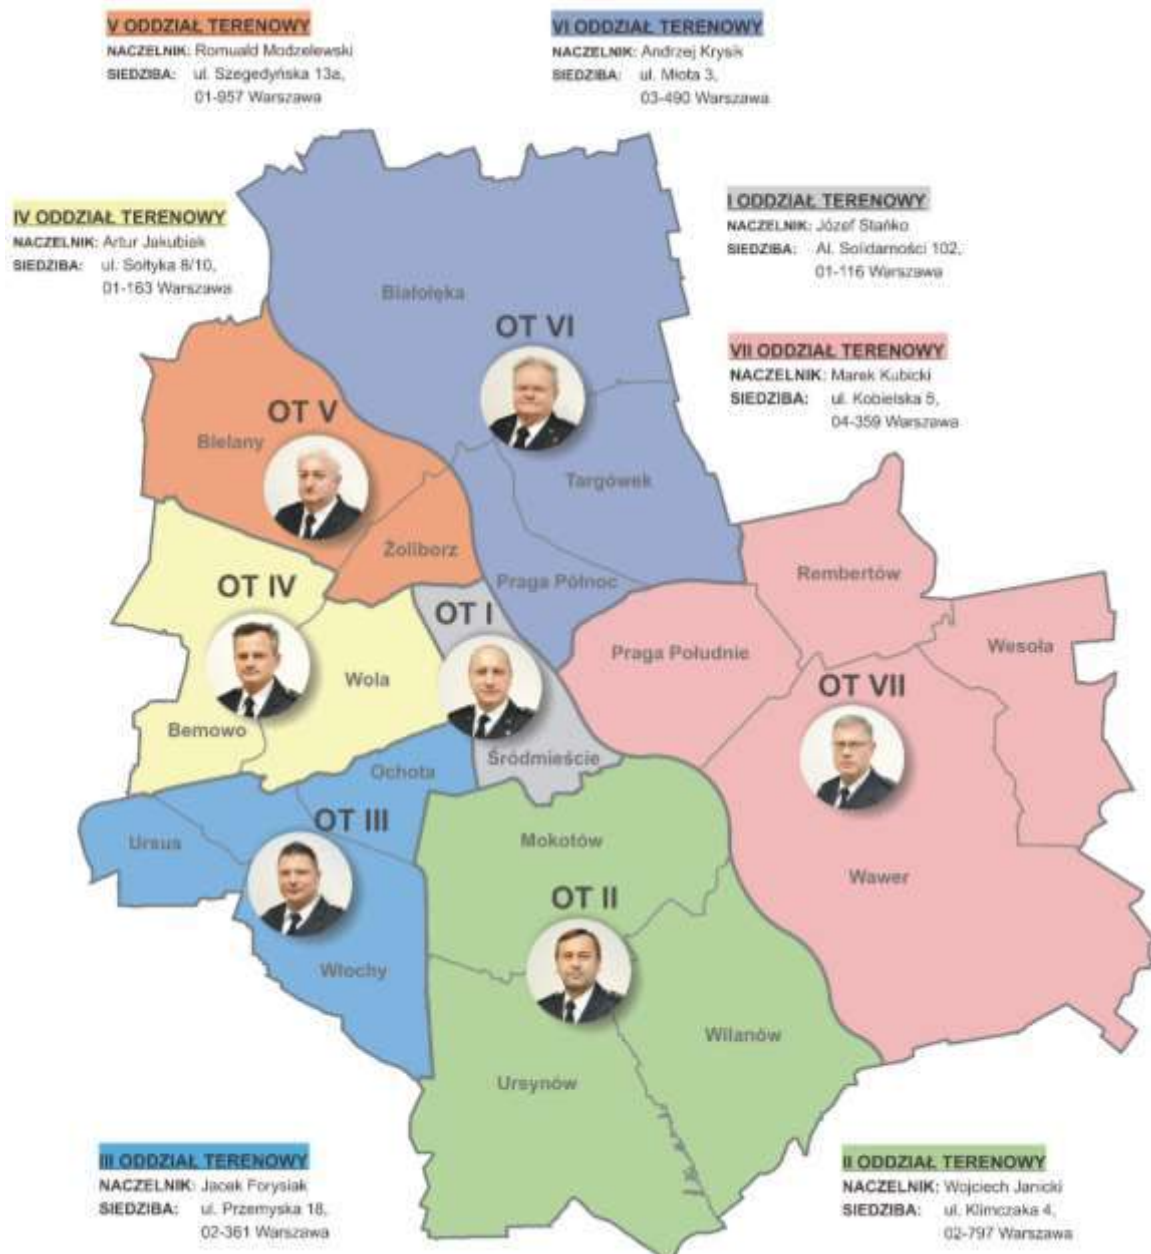 V ODDZIAŁ TERENOWY
NACZELNIK: Romuald Modzelewski
SIEDZIBA: ul. Szegedyńska 13a,
01-957 Warszawa
VI ODDZIAŁ TERENOWY
NACZELNIK: Andrzej Krysik
SIEDZIBA: ul. Młota 3,
03-490 Warszawa
IV ODDZIAŁ TERENOWY
NACZELNIK: Artur Jakubiak
SIEDZIBA: ul. Sołtyka 8/10,
01-163 Warszawa
I ODDZIAŁ TERENOWY
NACZELNIK: Józef Stańko
SIEDZIBA: Al. Solidarności 102,
01-116 Warszawa
VII ODDZIAŁ TERENOWY
NACZELNIK: Marek Kubicki
SIEDZIBA: ul. Kobielska 5,
04-359 Warszawa
Białołęka
OT VI
OT V
Bielany
Targówek
Żoliborz
Praga Północ
Rembertów
OT IV
OT I
Praga Południe
Wesoła
Wola
OT VII
Bemowo
Śródmieście
Ochota
OT III
Ursus
Mokotów
Wawer
OT II
Włochy
Wilanów
Ursynów
III ODDZIAŁ TERENOWY
NACZELNIK: Jacek Forysiak
SIEDZIBA: ul. Przemyska 18,
02-361 Warszawa
II ODDZIAŁ TERENOWY
NACZELNIK: Wojciech Janicki
SIEDZIBA: ul. Klimczaka 4,
02-797 Warszawa